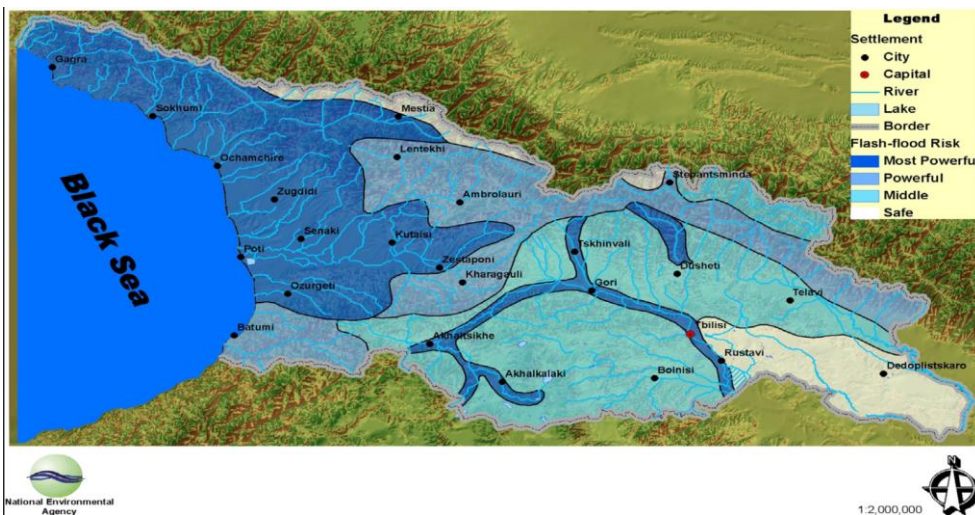 Legend
Settlement
City
Capital
River
Lake
Border
Flash-flood Risk
Most Powerful
Powerful
Middle
Safe
Gagra
Sokhumi
Mestia
Ochamchire
Lentekhi
Stepantsminda
Zugdidi
Ambrolauri
Black Sea
Senaki
Kutaisi
Poti
Tskhinvali
Zestaponi
Dusheti
Kharagauli
Ozurgeti
Gori
Telavi
Batumi
Akhaltsikhe
Tbilisi
Rustavi
Akhalkalaki
Bolnisi
Dedoplistskaro
National Environmental
Agency
N
1:2,000,000